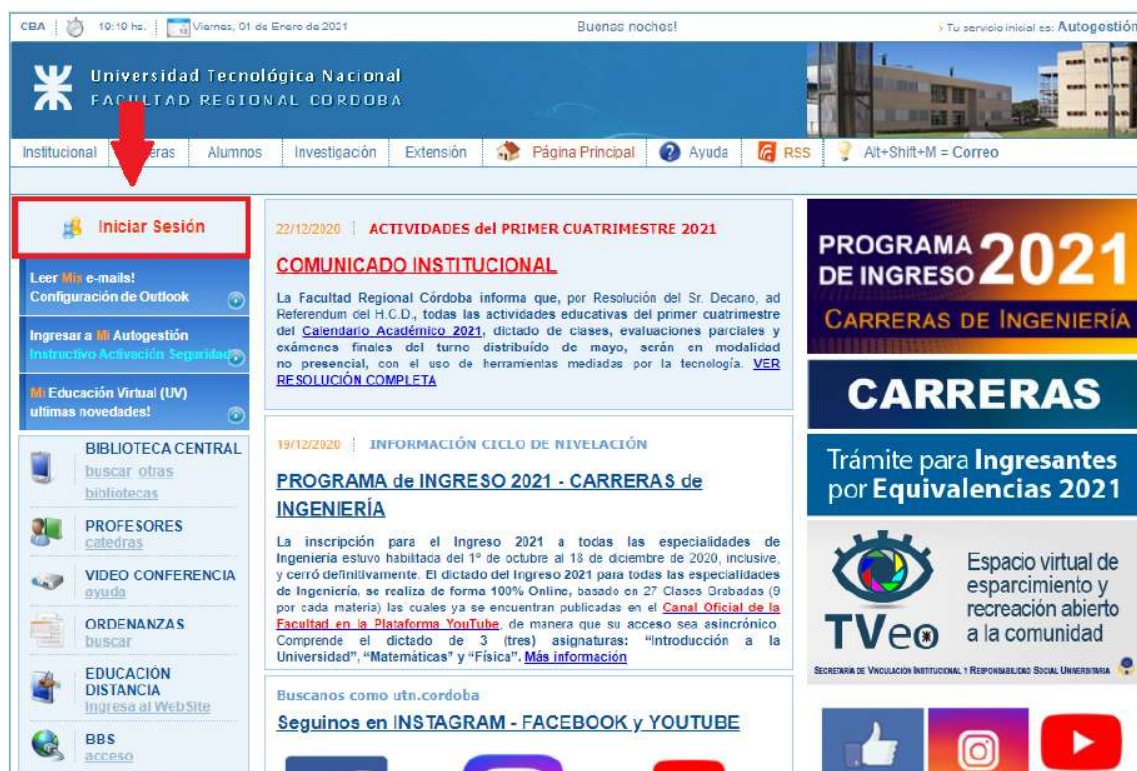 CBA
19:19 hs.
Viernes, 01 de Enero de 2021
Buenas noches!
Tu servicio inicial es: Autogestión
Universidad Tecnológica Nacional
FACULTAD REGIONAL CORDOBA
Institucional
Alumnos
Investigación
Extensión
Página Principal
Ayuda
RSS
Alt+Shift+M = Correo
Iniciar Sesión
Leer Mis e-mails!
Configuración de Outlook
Ingresar a Mi Autogestión
Instructivo Activación Seguridad
Mi Educación Virtual (UV)
ultimas novedades!
BIBLIOTECA CENTRAL
buscar otras
bibliotecas
PROFESORES
catedras
VIDEO CONFERENCIA
ayuda
ORDENANZAS
buscar
EDUCACIÓN
DISTANCIA
Ingresa al WebSite
BBS
acceso
22/12/2020 ACTIVIDADES del PRIMER CUATRIMESTRE 2021
COMUNICADO INSTITUCIONAL
La Facultad Regional Córdoba informa que, por Resolución del Sr. Decano, ad
Referendum del H.C.D., todas las actividades educativas del primer cuatrimestre
del Calendario Académico 2021, dictado de clases, evaluaciones parciales y
exámenes finales del turno distribuído de mayo, serán en modalidad
no presencial, con el uso de herramientas mediadas por la tecnología. VER
RESOLUCIÓN COMPLETA
19/12/2020 INFORMACIÓN CICLO DE NIVELACIÓN
PROGRAMA de INGRESO 2021 - CARRERAS de
INGENIERÍA
La inscripción para el Ingreso 2021 a todas las especialidades de
Ingeniería estuvo habilitada del 1º de octubre al 18 de diciembre de 2020, inclusive,
y cerró definitivamente. El dictado del Ingreso 2021 para todas las especialidades
de Ingeniería, se realiza de forma 100% Online, basado en 27 Clases Grabadas (9
por cada materia) las cuales ya se encuentran publicadas en el Canal Oficial de la
Facultad en la Plataforma YouTube, de manera que su acceso sea asincrónico.
Comprende el dictado de 3 (tres) asignaturas: “Introducción a la
Universidad”, “Matemáticas” y “Física”. Más información
Buscanos como utn.cordoba
Seguinos en INSTAGRAM - FACEBOOK y YOUTUBE
PROGRAMA
DE INGRESO 2021
CARRERAS DE INGENIERÍA
CARRERAS
Trámite para Ingresantes
por Equivalencias 2021
TVeo
Espacio virtual de
esparcimiento y
recreación abierto
a la comunidad
SECRETARIA DE VINCULACIÓN INSTITUCIONAL Y RESPONSABILIDAD SOCIAL UNIVERSITARIA